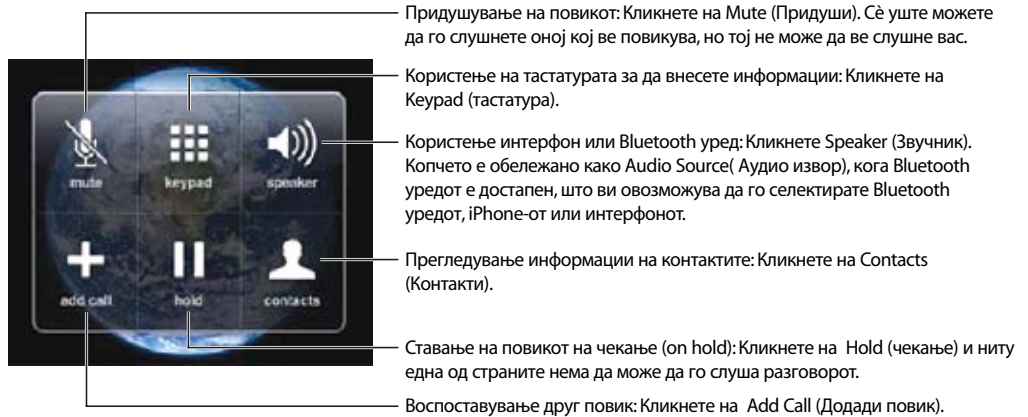 Придушување на повикот: Кликнете на Mute (Придуши). Сè уште можете
да го слушнете оној кој ве повикува, но тој не може да ве слушне вас.
Користење на тастатурата за да внесете информации: Кликнете на
Keypad (тастатура).
Користење интерфон или Bluetooth уред: Кликнете Speaker (Звучник).
Копчето е обележано како Audio Source( Аудио извор), кога Bluetooth
уредот е достапен, што ви овозможува да го селектирате Bluetooth
уредот, iPhone-от или интерфонот.
Прегледување информации на контактите: Кликнете на Contacts
(Контакти).
Ставање на повикот на чекање (on hold): Кликнете на Hold (чекање) и ниту
една од страните нема да може да го слуша разговорот.
Воспоставување друг повик: Кликнете на Add Call (Додади повик).
mute keypad speaker
add call hold contacts